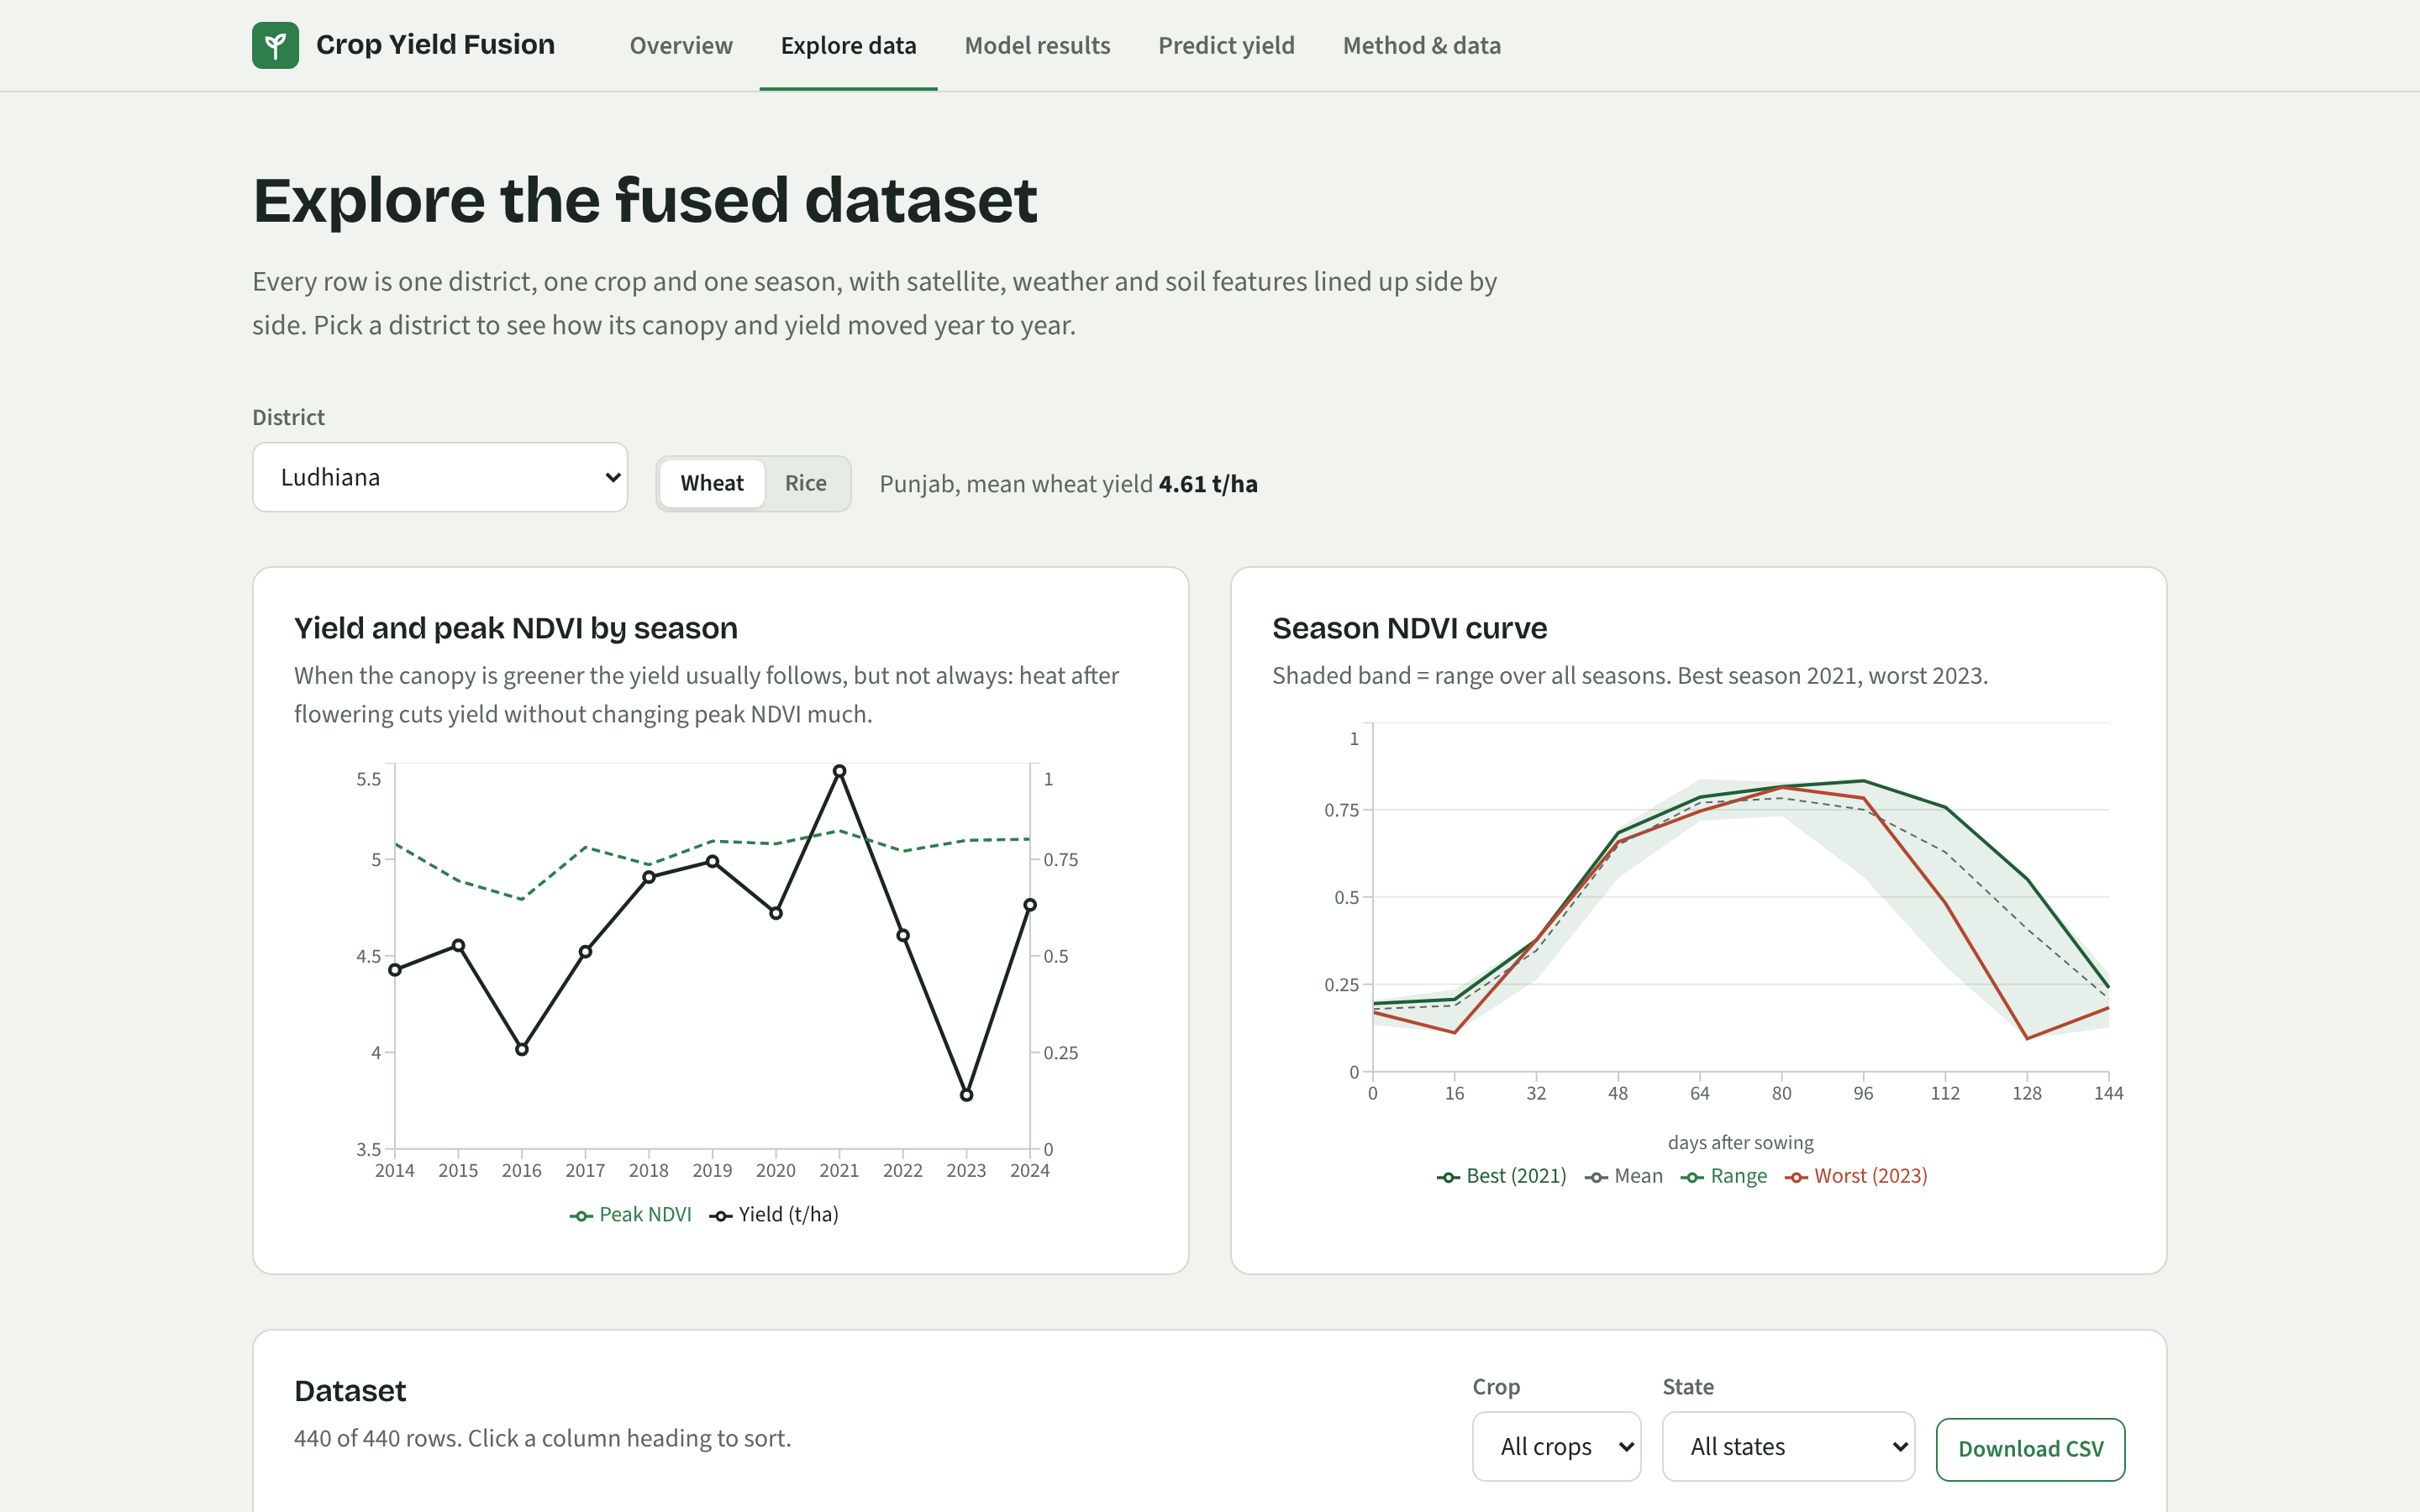 Crop Yield Fusion
Overview
Explore data
Model results
Predict yield
Method & data
Explore the fused dataset
Every row is one district, one crop and one season, with satellite, weather and soil features lined up side by
side. Pick a district to see how its canopy and yield moved year to year.
District
Ludhiana
Wheat
Rice
Punjab, mean wheat yield 4.61 t/ha
Yield and peak NDVI by season
When the canopy is greener the yield usually follows, but not always: heat after
flowering cuts yield without changing peak NDVI much.
5.5
5
4.5
4
3.5
1
0.75
0.5
0.25
0
2014 2015 2016 2017 2018 2019 2020 2021 2022 2023 2024
Peak NDVI Yield (t/ha)
Season NDVI curve
Shaded band = range over all seasons. Best season 2021, worst 2023.
1
0.75
0.5
0.25
0
0 16 32 48 64 80 96 112 128 144
days after sowing
Best (2021) Mean Range Worst (2023)
Dataset
440 of 440 rows. Click a column heading to sort.
Crop
All crops
State
All states
Download CSV